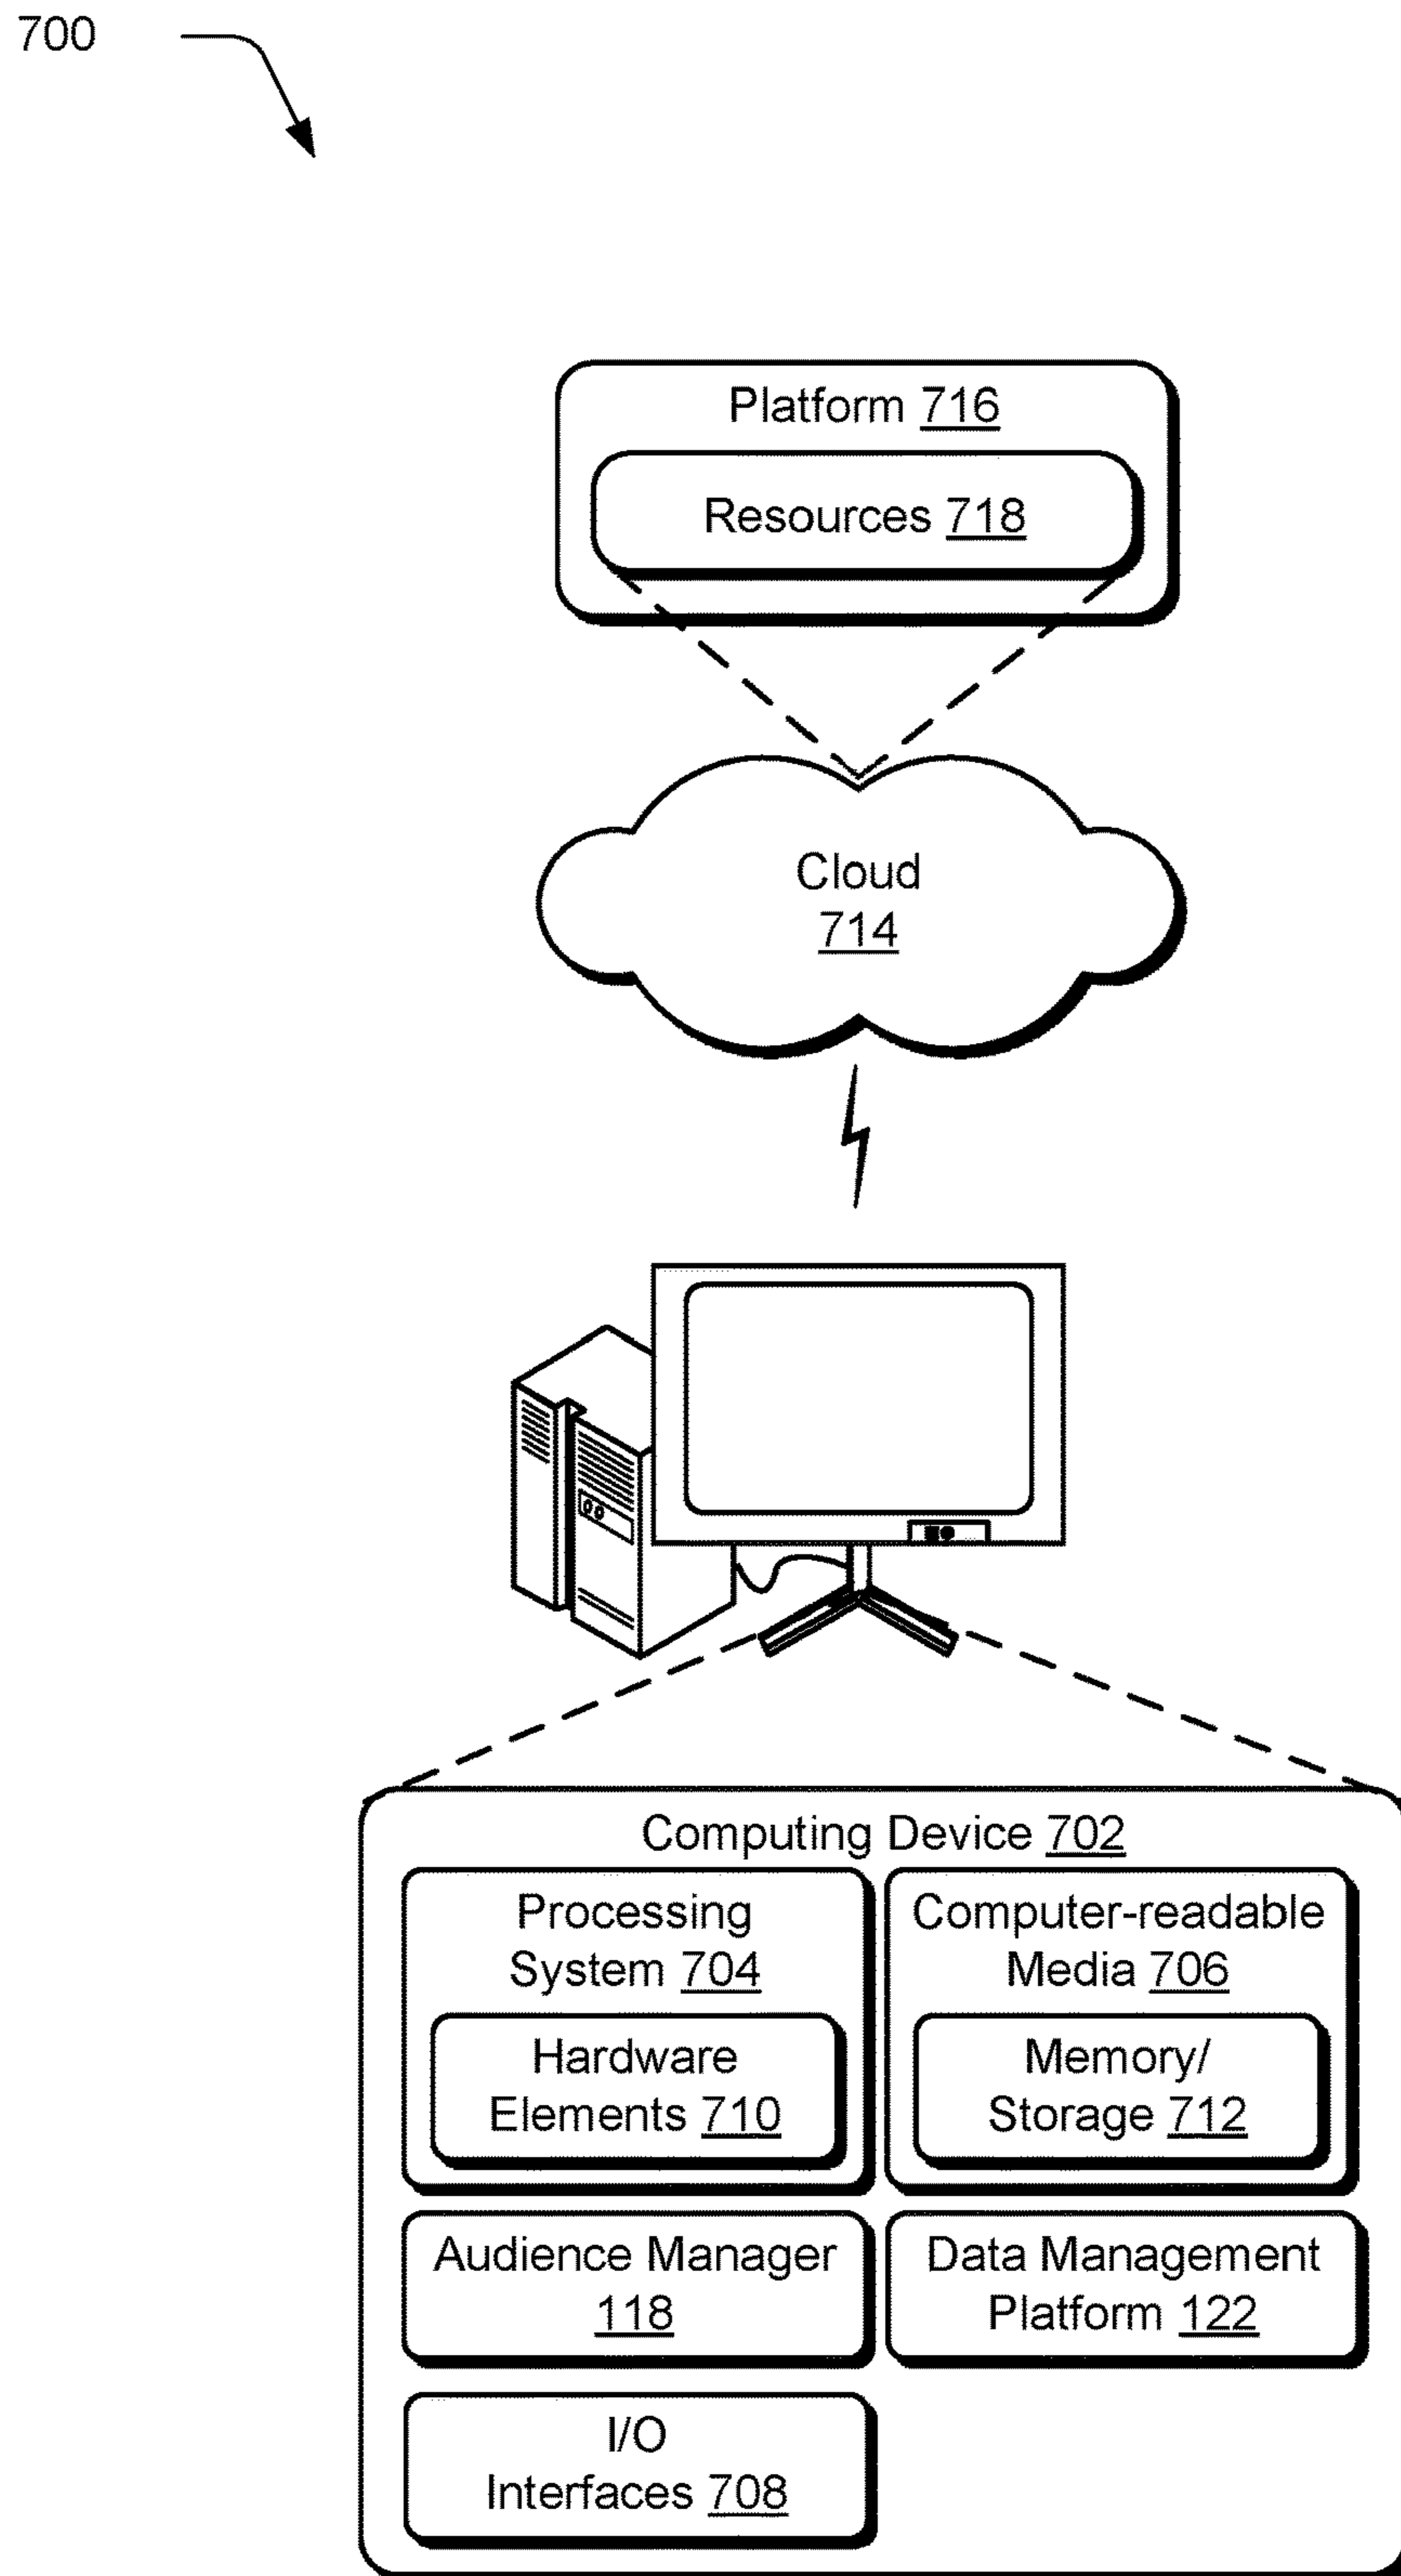 700
Platform 716
Resources 718
Cloud
714
Computing Device 702
Processing
System 704
Hardware
Elements 710
Computer-readable
Media 706
Memory/
Storage 712
Audience Manager
118
Data Management
Platform 122
I/O
Interfaces 708